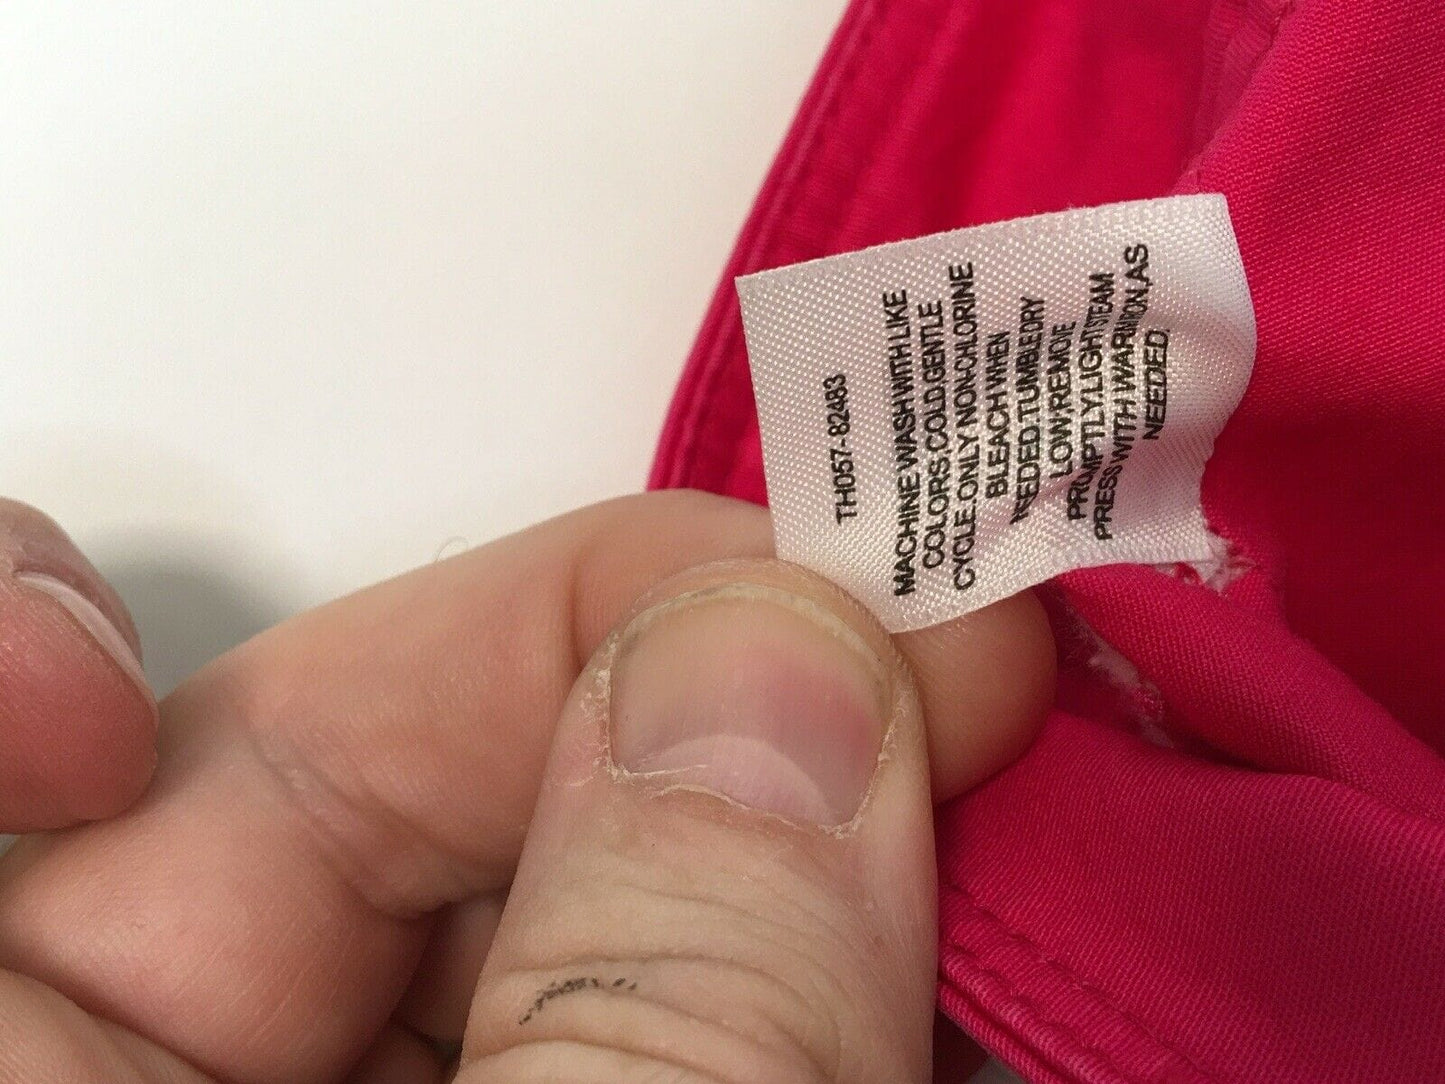 TH057-82483
MACHINE WASH WITH LIKE
COLORS.COLD,GENTLE
CYCLE.ONLY NON-CHLORINE
BLEACH WHEN
NEEDED.TUMBLE DRY
LOW,REMOVE
PROMPTLY.LIGHT STEAM
PRESS WITH WARM IRON,AS
NEEDED.